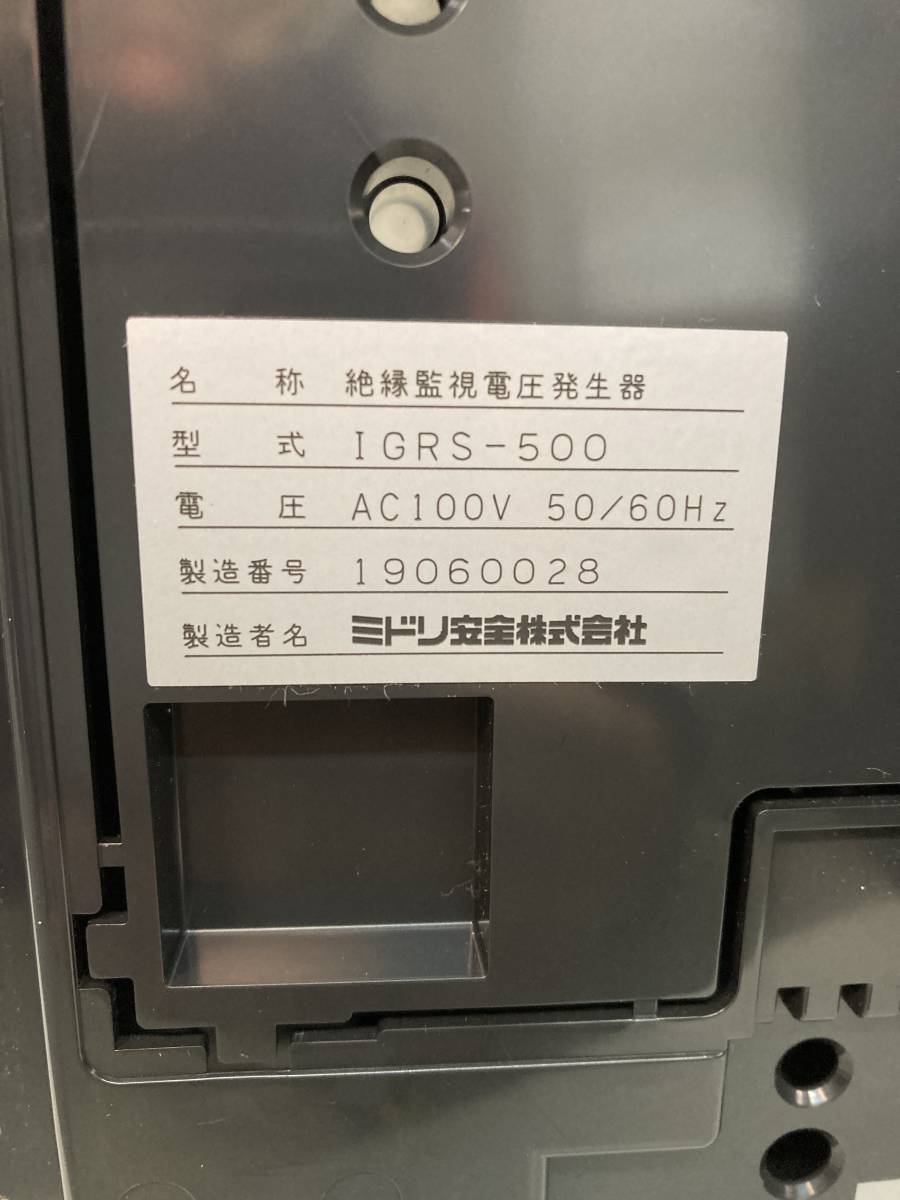 名称 絶縁監視電圧発生器
型式 IGRS-500
電圧 AC100V 50/60Hz
製造番号 19060028
製造者名 ミドリ安全株式会社